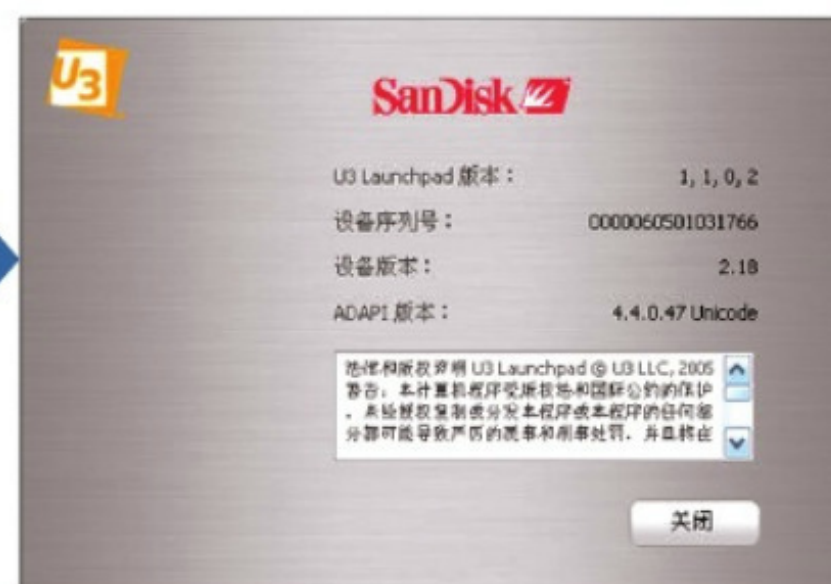 U3
SanDisk
U3 Launchpad 版本： 1, 1, 0, 2
设备序列号： 0000060501031766
设备版本： 2.18
ADAPI 版本： 4.4.0.47 Unicode
和版权声明 U3 Launchpad © U3 LLC, 2005
警告：本计算机程序受版权法和国际公约的保护
。未经授权复制或分发本程序或本程序的任何部
分都可能导致严厉的民事和刑事处罚，并且将在
关闭